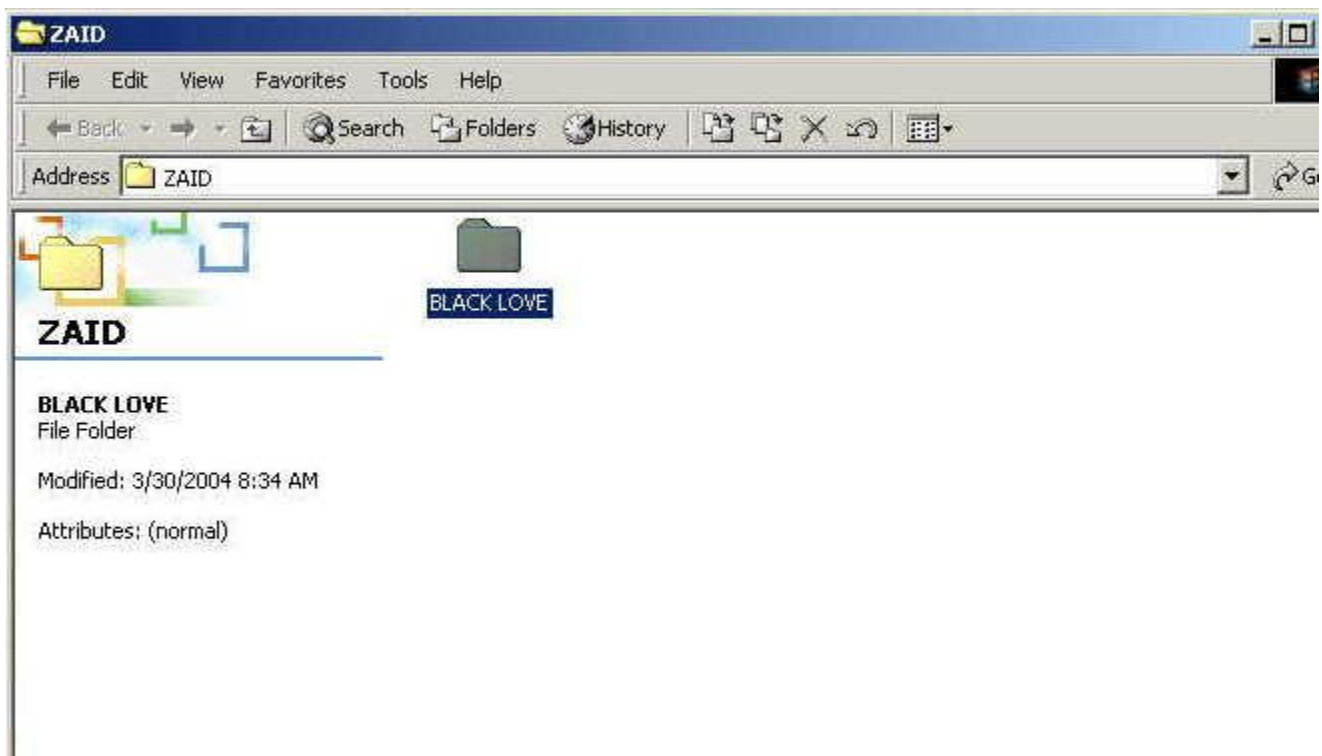 ZAID
File Edit View Favorites Tools Help
Back Search Folders History
Address ZAID
BLACK LOVE
ZAID
BLACK LOVE
File Folder
Modified: 3/30/2004 8:34 AM
Attributes: (normal)